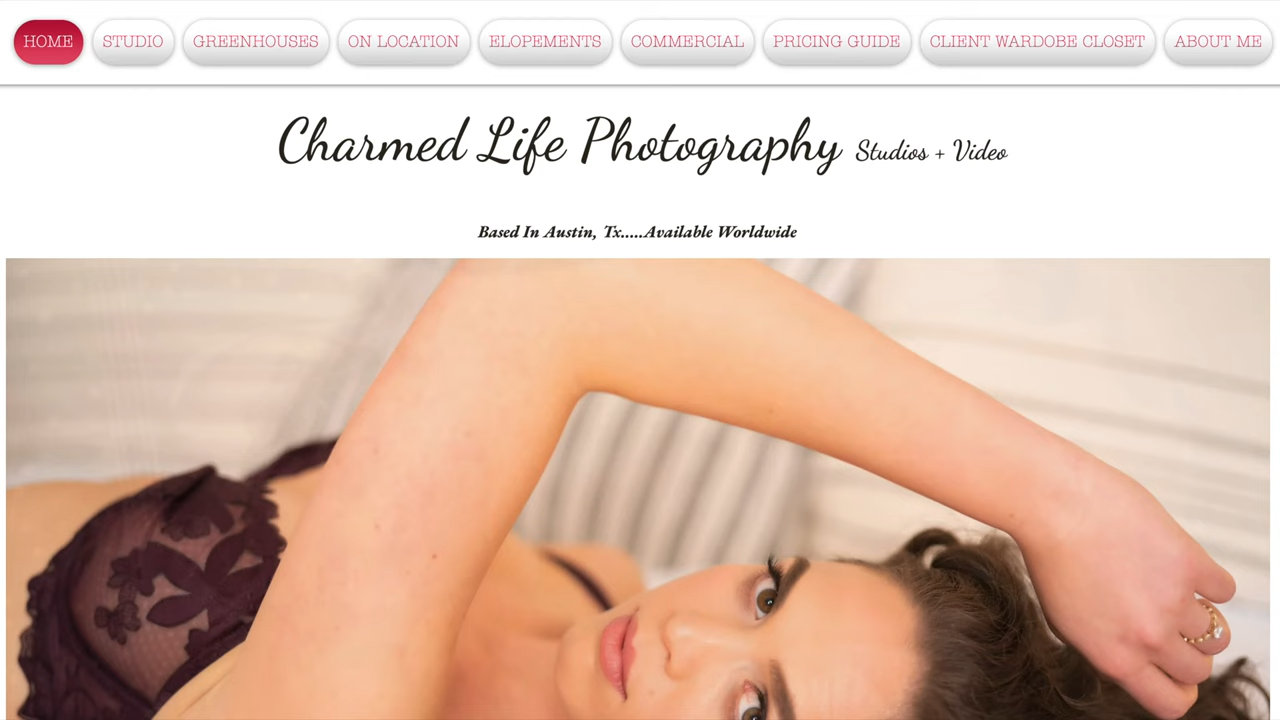 HOME STUDIO GREENHOUSES ON LOCATION ELOPEMENTS COMMERCIAL PRICING GUIDE CLIENT WARDOBE CLOSET ABOUT ME
Charmed Life Photography Studios + Video
Based In Austin, Tx.....Available Worldwide